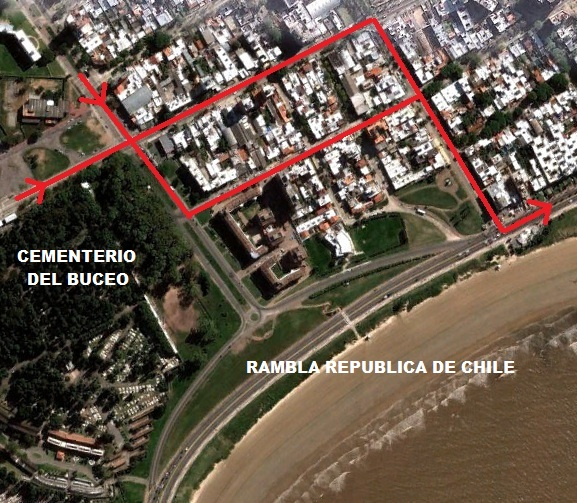 CEMENTERIO
DEL BUCEO
RAMBLA REPUBLICA DE CHILE